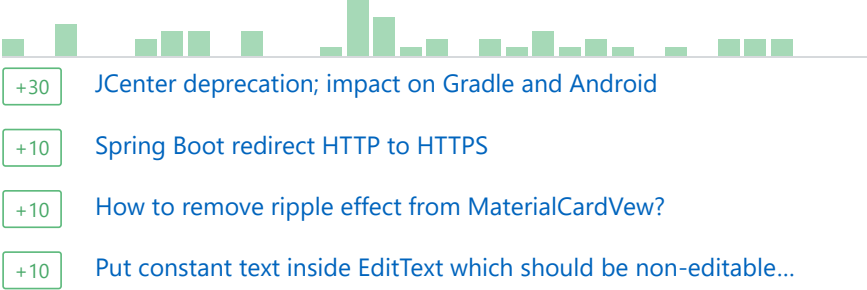 +30 JCenter deprecation; impact on Gradle and Android
+10 Spring Boot redirect HTTP to HTTPS
+10 How to remove ripple effect from MaterialCardVew?
+10 Put constant text inside EditText which should be non-editable...